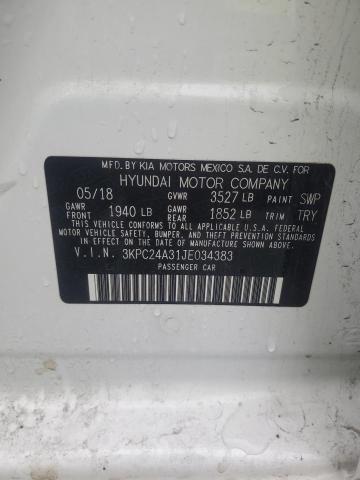 MFD.BY KIA MOTORS MEXICO S.A. DE C.V. FOR
HYUNDAI MOTOR COMPANY
05/18 GVWR 3527 LB PAINT SWP
GAWR FRONT 1940 LB GAWR REAR 1852 LB TRIM TRY
THIS VEHICLE CONFORMS TO ALL APPLICABLE U.S. FEDERAL
MOTOR VEHICLE SAFETY, BUMPER, AND THEFT PREVENTION
STANDARDS IN EFFECT ON THE DATE OF MANUFACTURE SHOWN ABOVE.
V.I.N. 3KPC24A31JE034383
PASSENGER CAR